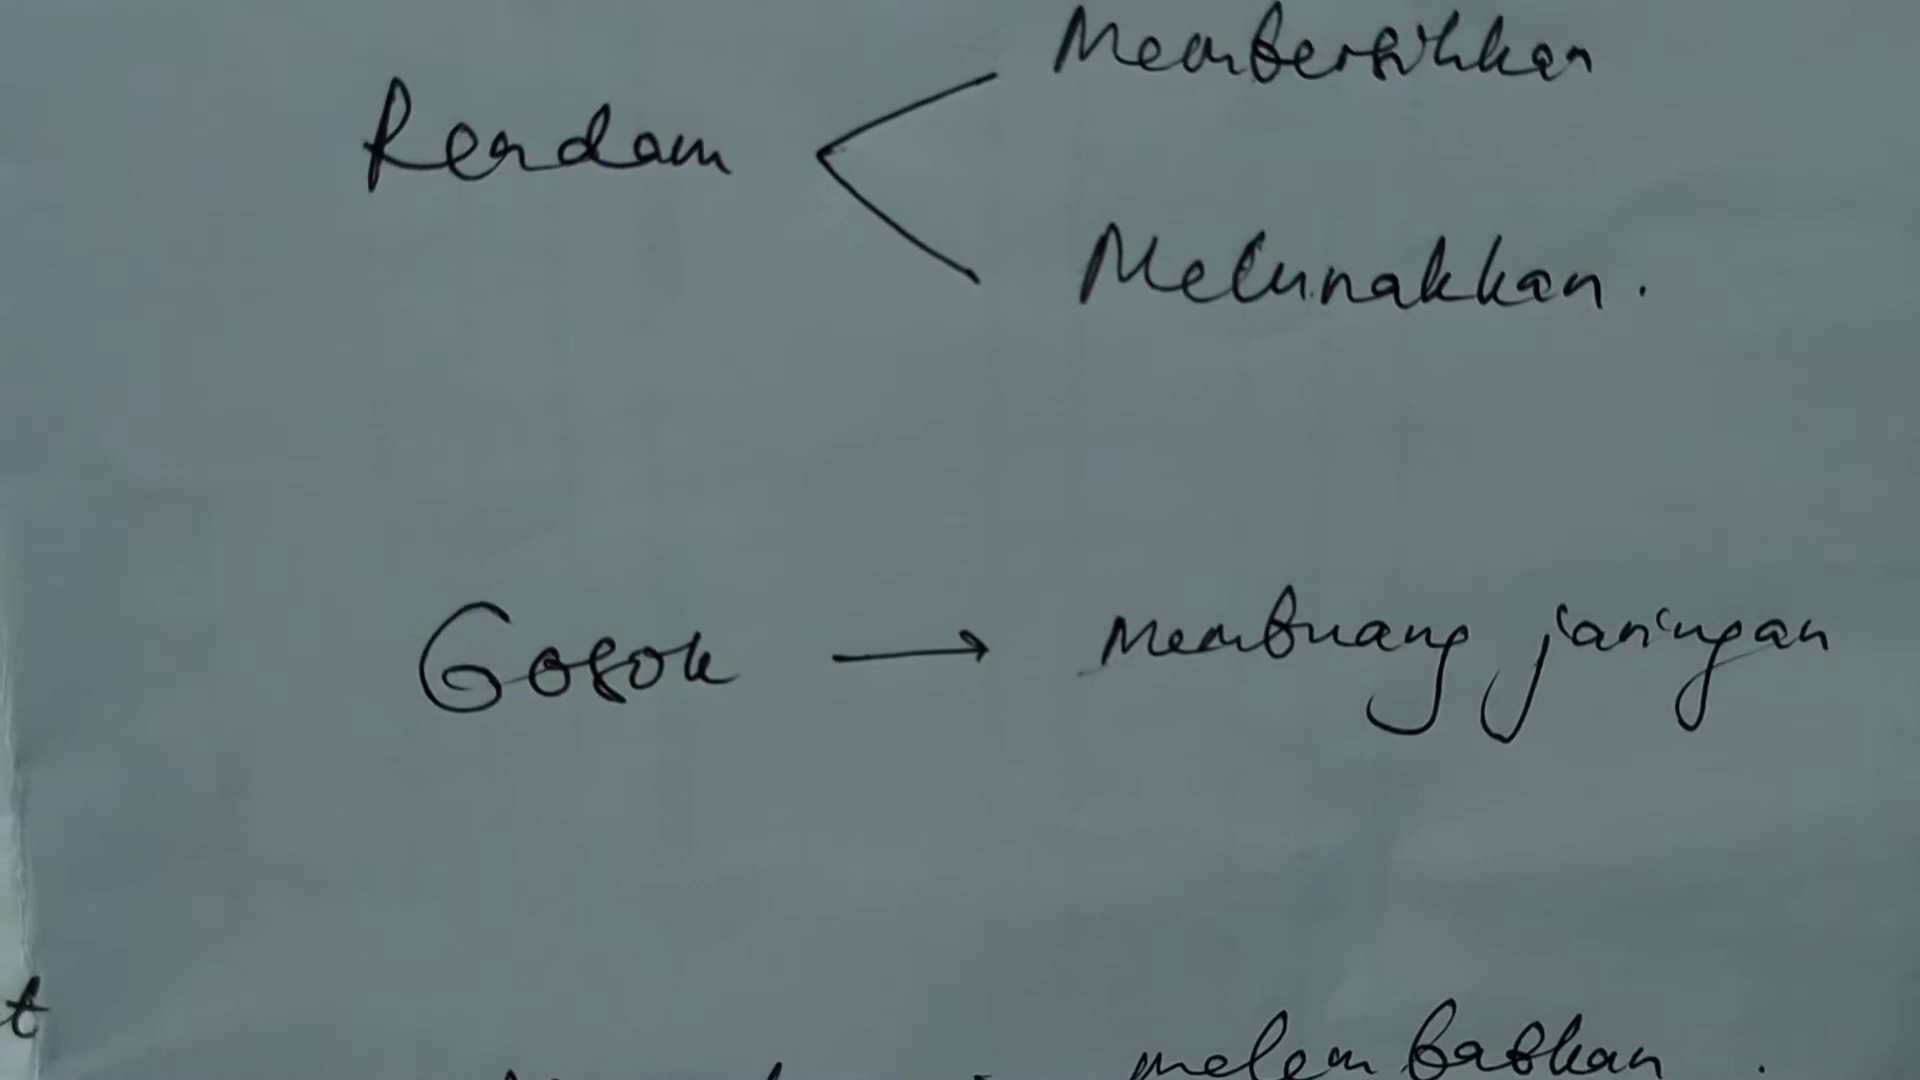 Membersihkan
Rendam
Melunakkan.
Gosok → Membuang jaringan
t
melembabkan.